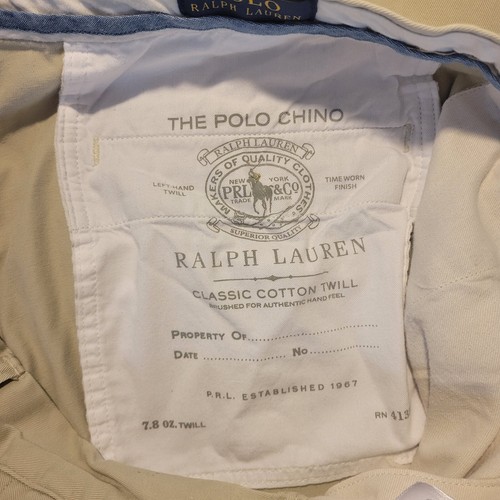 POLO
RALPH LAUREN
THE POLO CHINO
RALPH LAUREN
MAKERS OF QUALITY CLOTHES
LEFT-HAND TWILL
NEW YORK
PRL&Co
TRADE MARK
TIME WORN FINISH
SUPERIOR QUALITY
RALPH LAUREN
CLASSIC COTTON TWILL
BRUSHED FOR AUTHENTIC HAND FEEL
PROPERTY OF
DATE No
P.R.L. ESTABLISHED 1967
7.8 OZ. TWILL RN 413